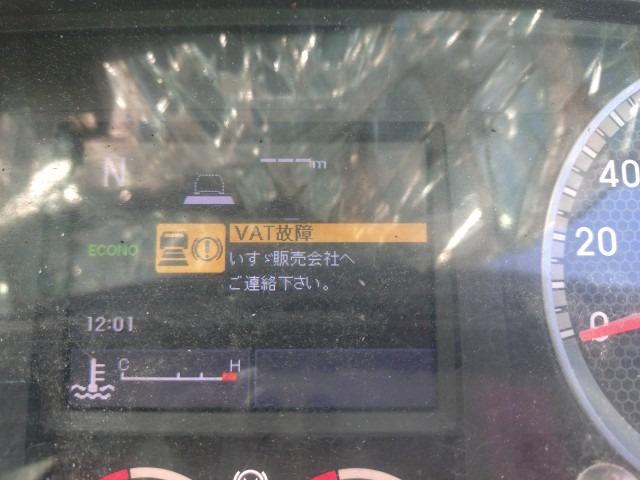 N
---m
ECONO
VAT故障
いすゞ販売会社へ
ご連絡下さい。
12:01
C H
40
20
0